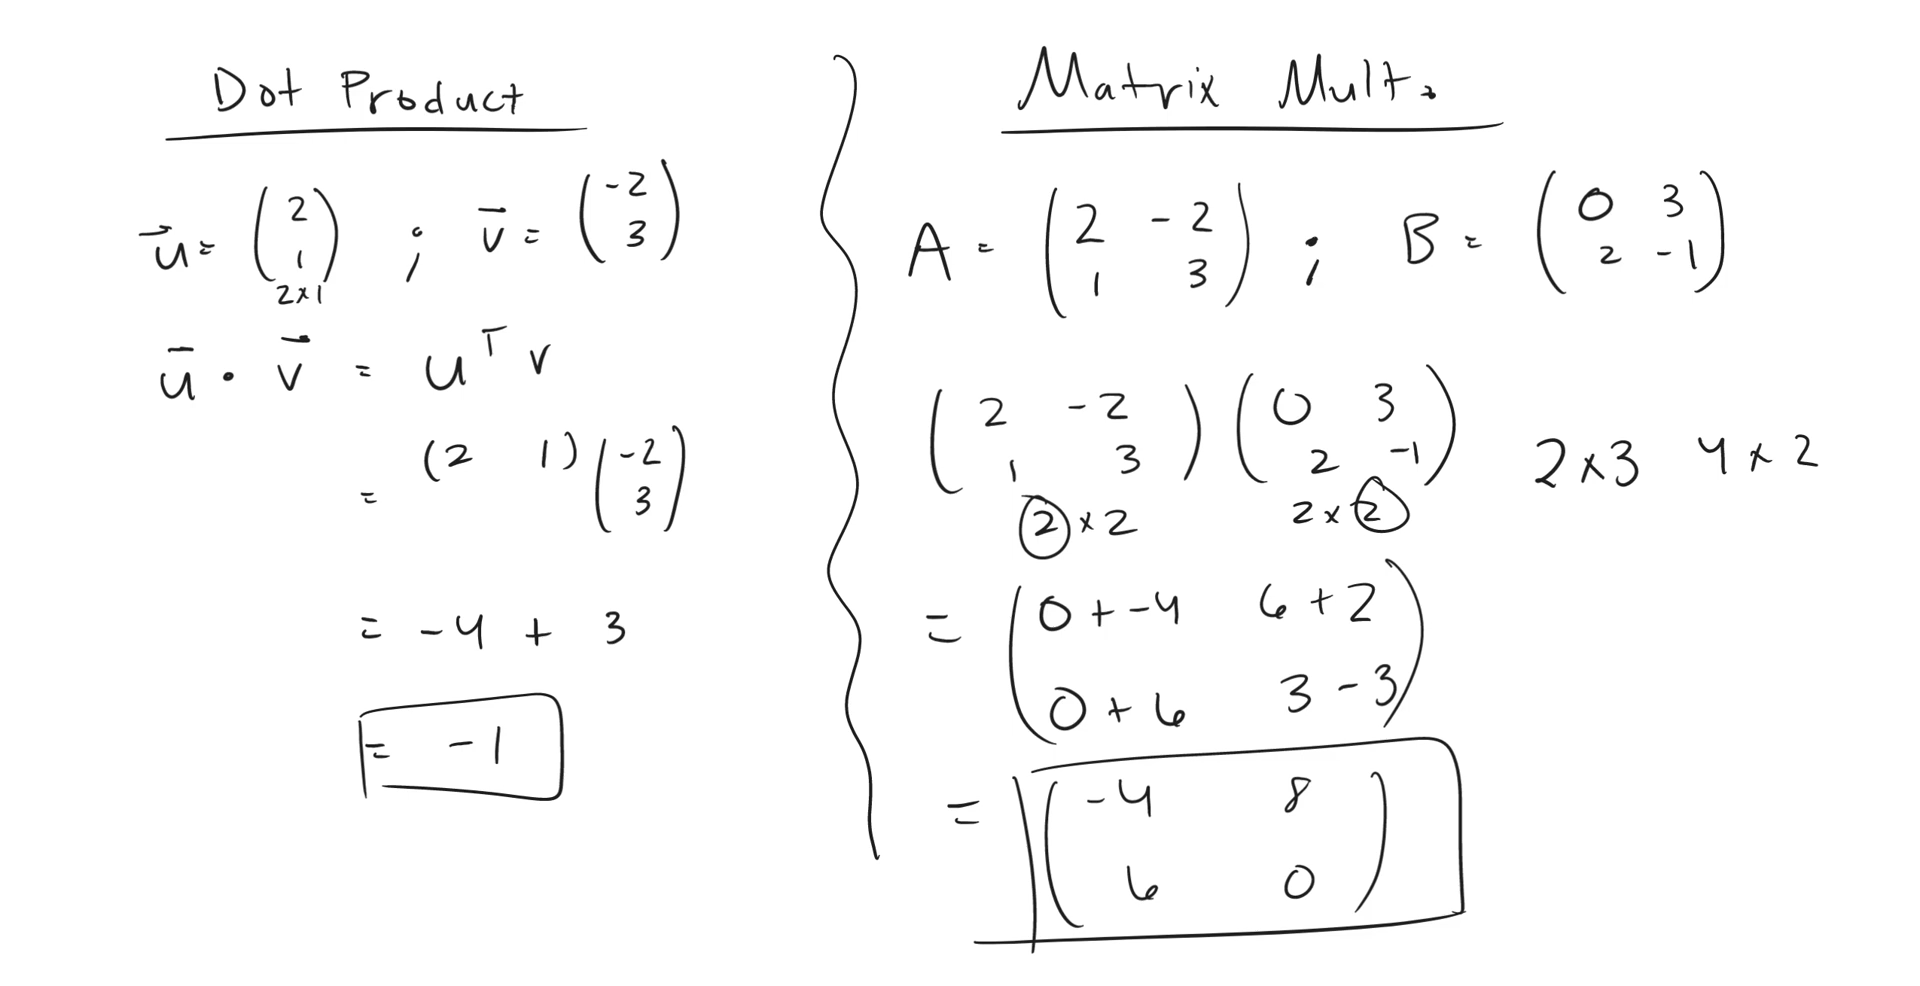 Dot Product
u = (2 1) ; v = (-2 3)
2x1
u · v = uᵀ v
= (2 1) (-2 3)
= -4 + 3
= -1
Matrix Mult.
A = (2 -2
1 3) ; B = (0 3
2 -1)
(2 -2
1 3) (0 3
2 -1) 2x3 4x2
2x2 2x2
= (0 + -4 6 + 2
0 + 6 3 - 3)
= (-4 8
6 0)